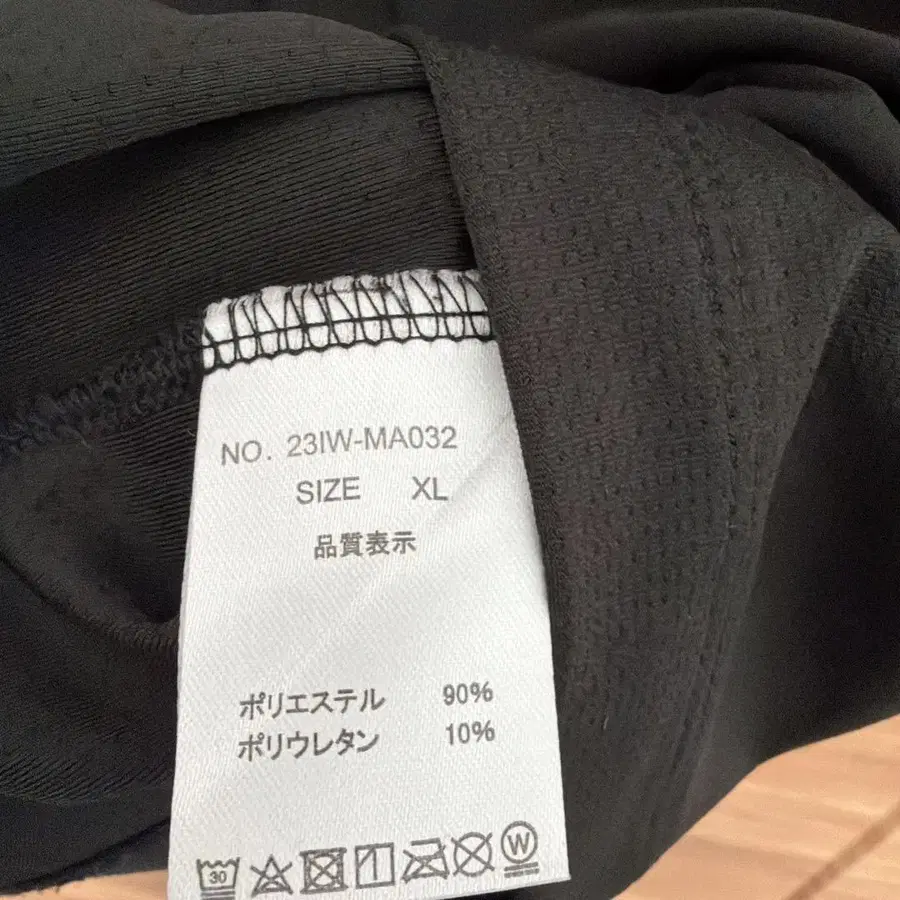 NO. 23IW-MA032
SIZE XL
品質表示
ポリエステル 90%
ポリウレタン 10%
30 W